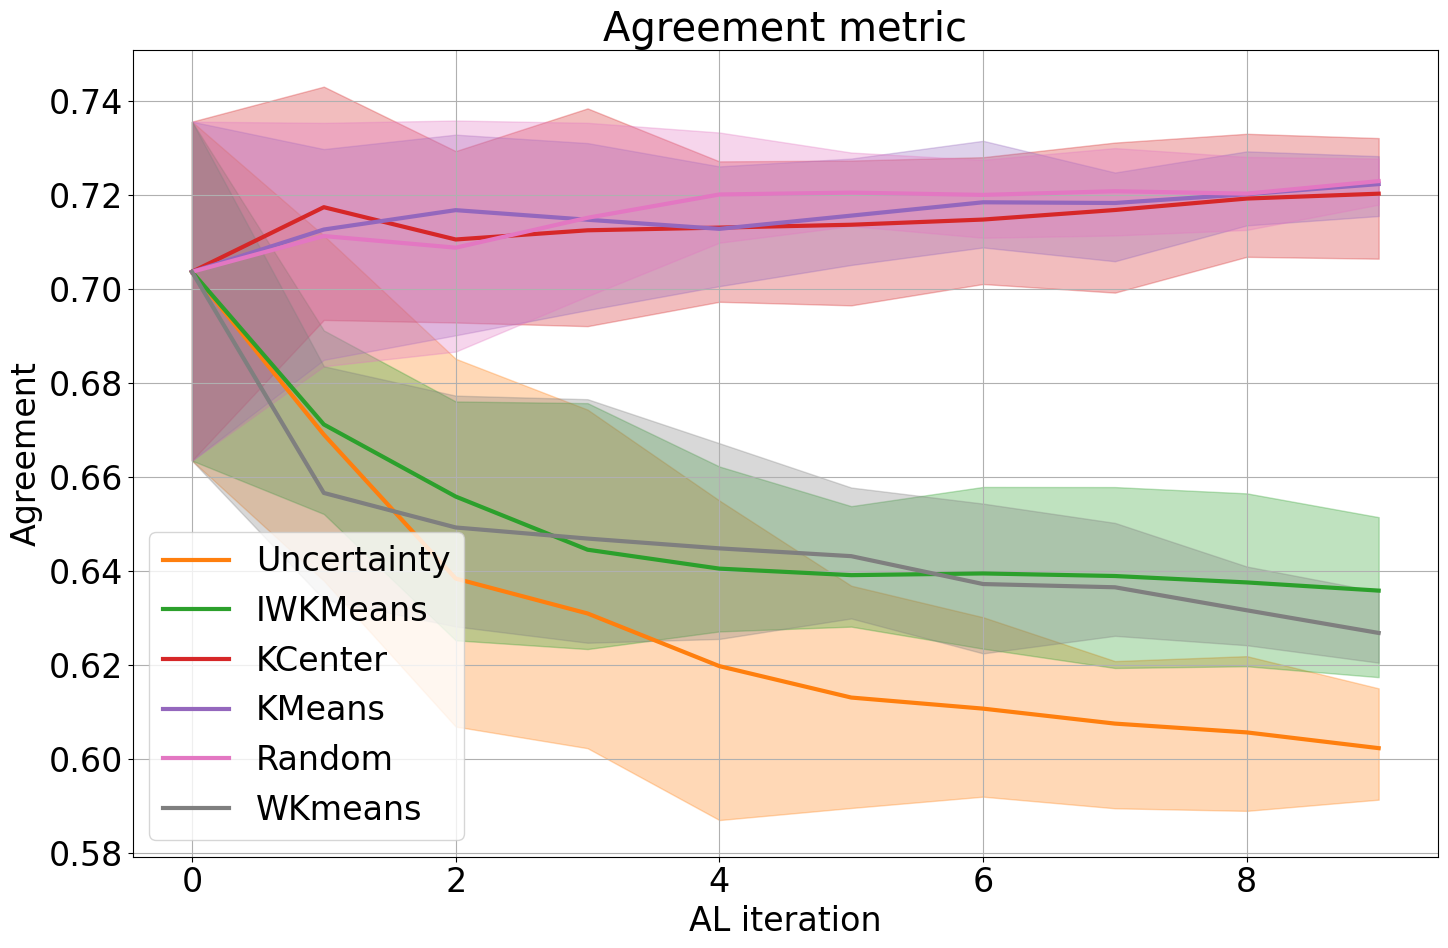 Agreement metric
Agreement
0.74
0.72
0.70
0.68
0.66
0.64
0.62
0.60
0.58
Uncertainty
IWKMeans
KCenter
KMeans
Random
WKmeans
0 2 4 6 8
AL iteration